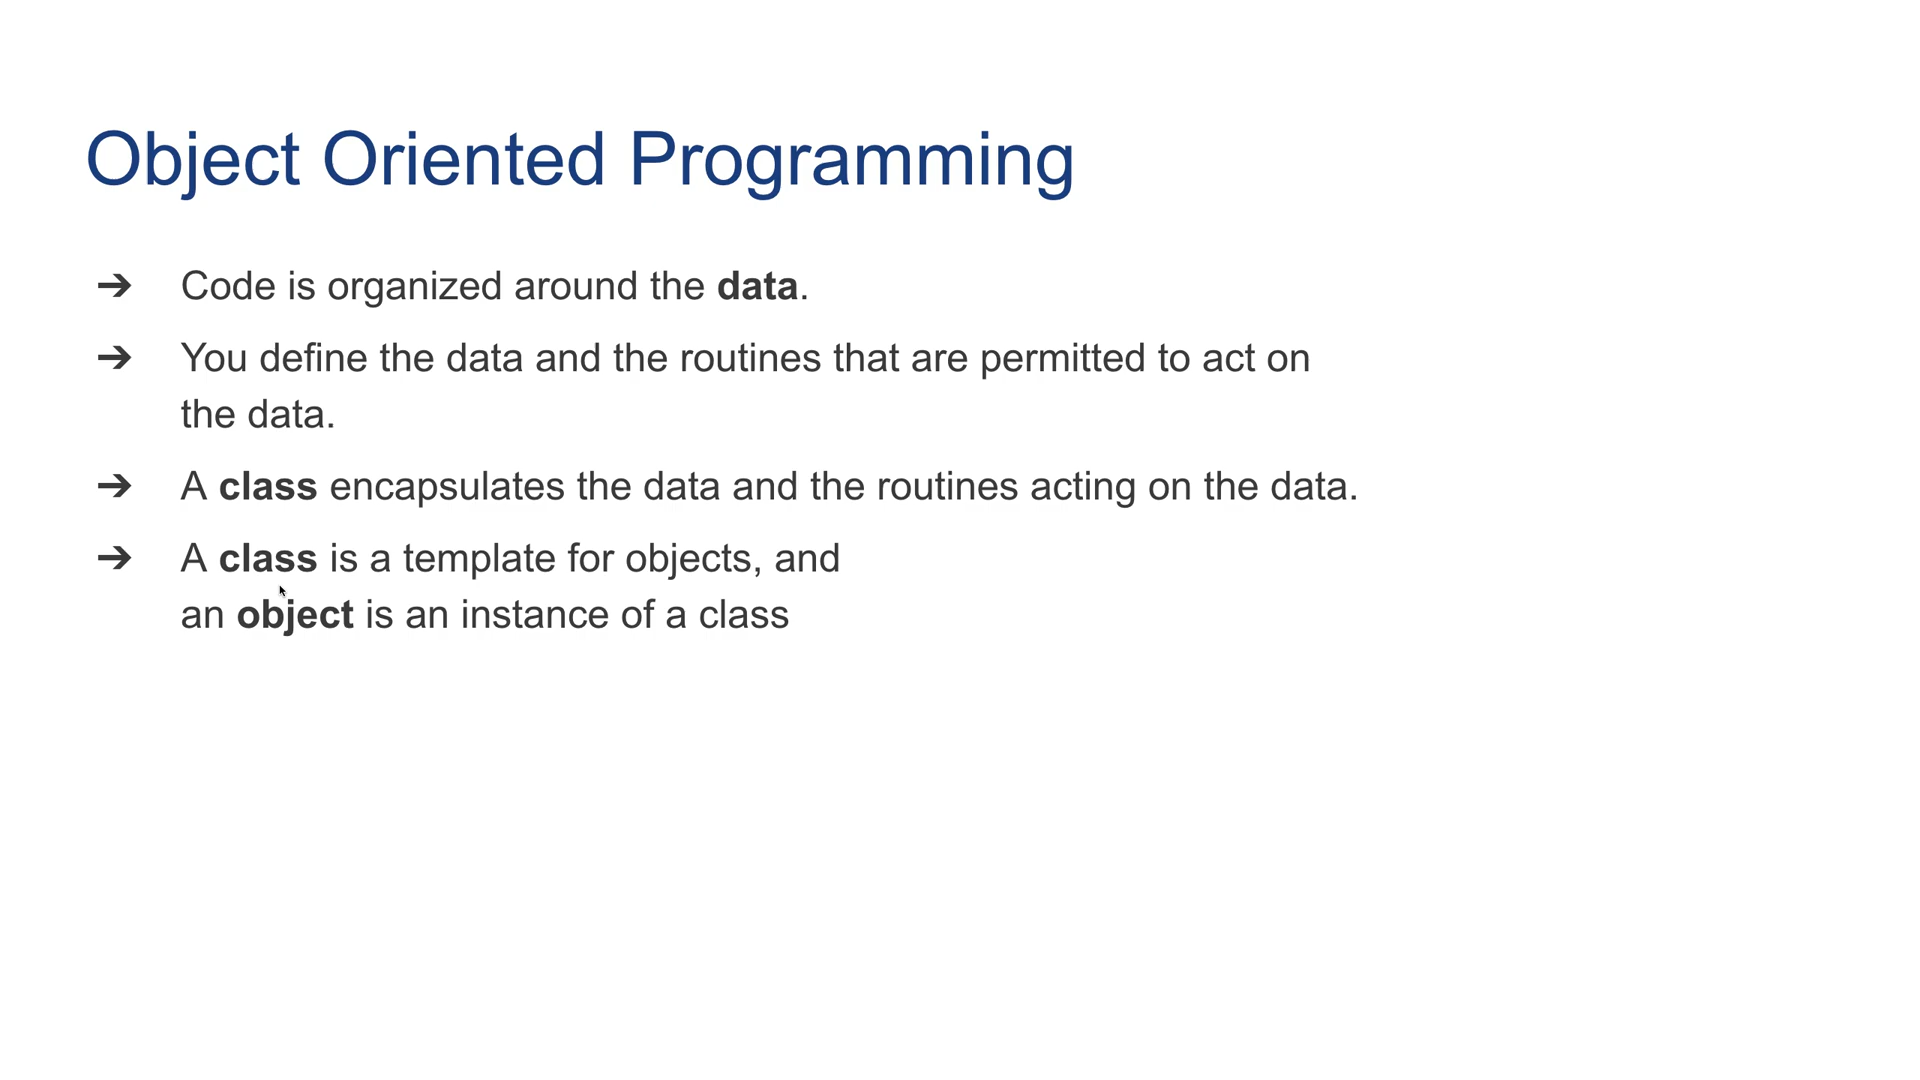 Object Oriented Programming
➔ Code is organized around the data.
➔ You define the data and the routines that are permitted to act on
the data.
➔ A class encapsulates the data and the routines acting on the data.
➔ A class is a template for objects, and
an object is an instance of a class